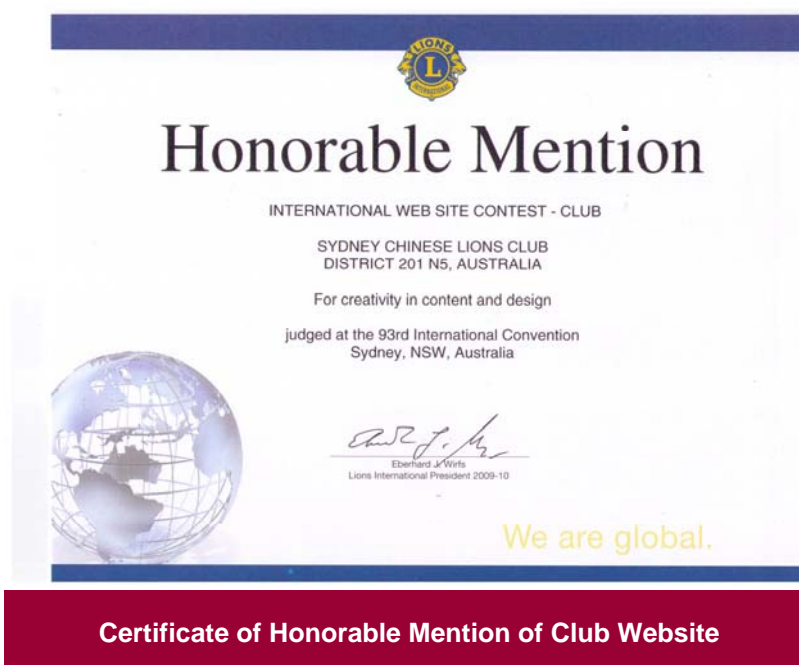 LIONS
L
INTERNATIONAL
Honorable Mention
INTERNATIONAL WEB SITE CONTEST - CLUB
SYDNEY CHINESE LIONS CLUB
DISTRICT 201 N5, AUSTRALIA
For creativity in content and design
judged at the 93rd International Convention
Sydney, NSW, Australia
Eberhard J. Wirfs
Lions International President 2009-10
We are global.
Certificate of Honorable Mention of Club Website